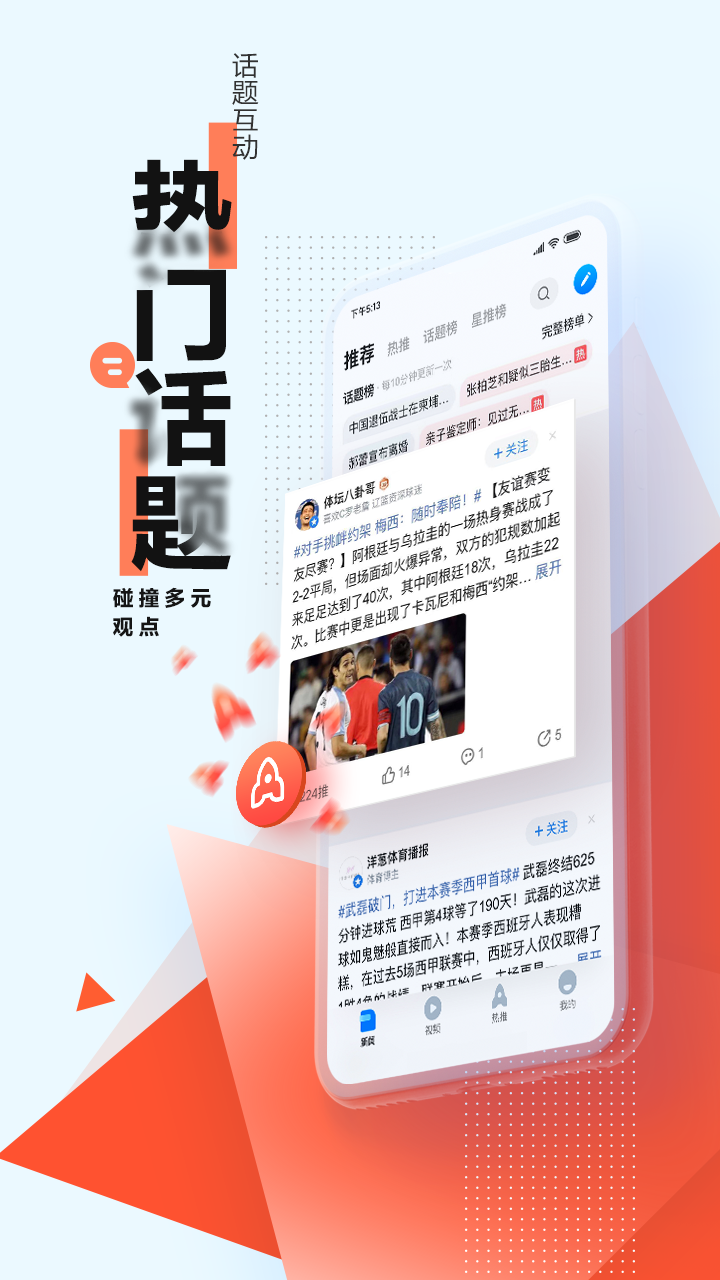 话题互动
热门话题
碰撞多元
观点
下午5:13
推荐 热推 话题榜 星推榜
话题榜 · 每10分钟更新一次 完整榜单 >
中国退伍战士在柬埔... 张柏芝和疑似三胎生... 热
郝蕾宣布离婚 亲子鉴定师：见过无... 热
体坛八卦哥
喜欢C罗老詹 辽篮资深球迷
+关注
#对手挑衅约架 梅西：随时奉陪！# 【友谊赛变
友尽赛？】阿根廷与乌拉圭的一场热身赛战成了
2-2平局，但场面却火爆异常，双方的犯规数加起
来足足达到了40次，其中阿根廷18次，乌拉圭22
次。比赛中更是出现了卡瓦尼和梅西“约架... 展开
10
224推 14 1 5
洋葱体育播报
体育博主
+关注
#武磊破门，打进本赛季西甲首球# 武磊终结625
分钟进球荒 西甲第4球等了190天！武磊的这次进
球如鬼魅般直接而入！本赛季西班牙人表现糟
糕，在过去5场西甲联赛中，西班牙人仅仅取得了
展开
新闻 视频 热推 我的